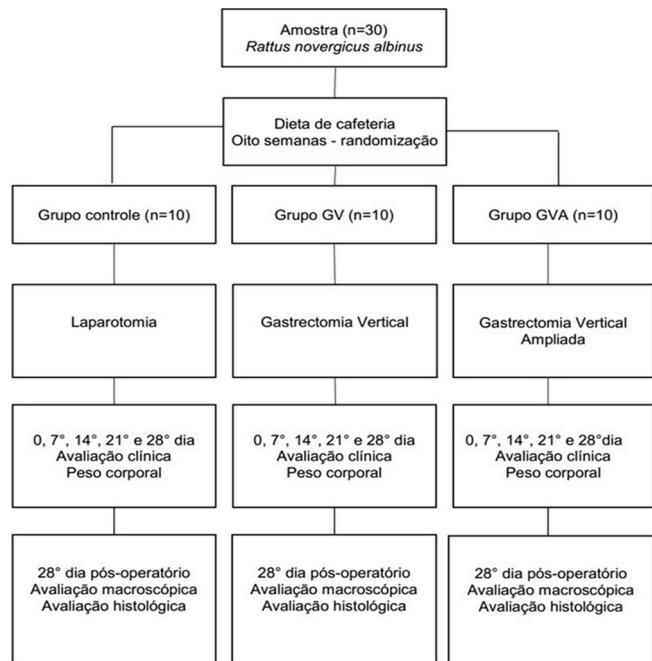 Amostra (n=30)
Rattus novergicus albinus
Dieta de cafeteria
Oito semanas - randomização
Grupo controle (n=10)
Grupo GV (n=10)
Grupo GVA (n=10)
Laparotomia
Gastrectomia Vertical
Gastrectomia Vertical
Ampliada
0, 7°, 14°, 21° e 28° dia
Avaliação clínica
Peso corporal
0, 7°, 14°, 21° e 28° dia
Avaliação clínica
Peso corporal
0, 7°, 14°, 21° e 28°dia
Avaliação clínica
Peso corporal
28° dia pós-operatório
Avaliação macroscópica
Avaliação histológica
28° dia pós-operatório
Avaliação macroscópica
Avaliação histológica
28° dia pós-operatório
Avaliação macroscópica
Avaliação histológica